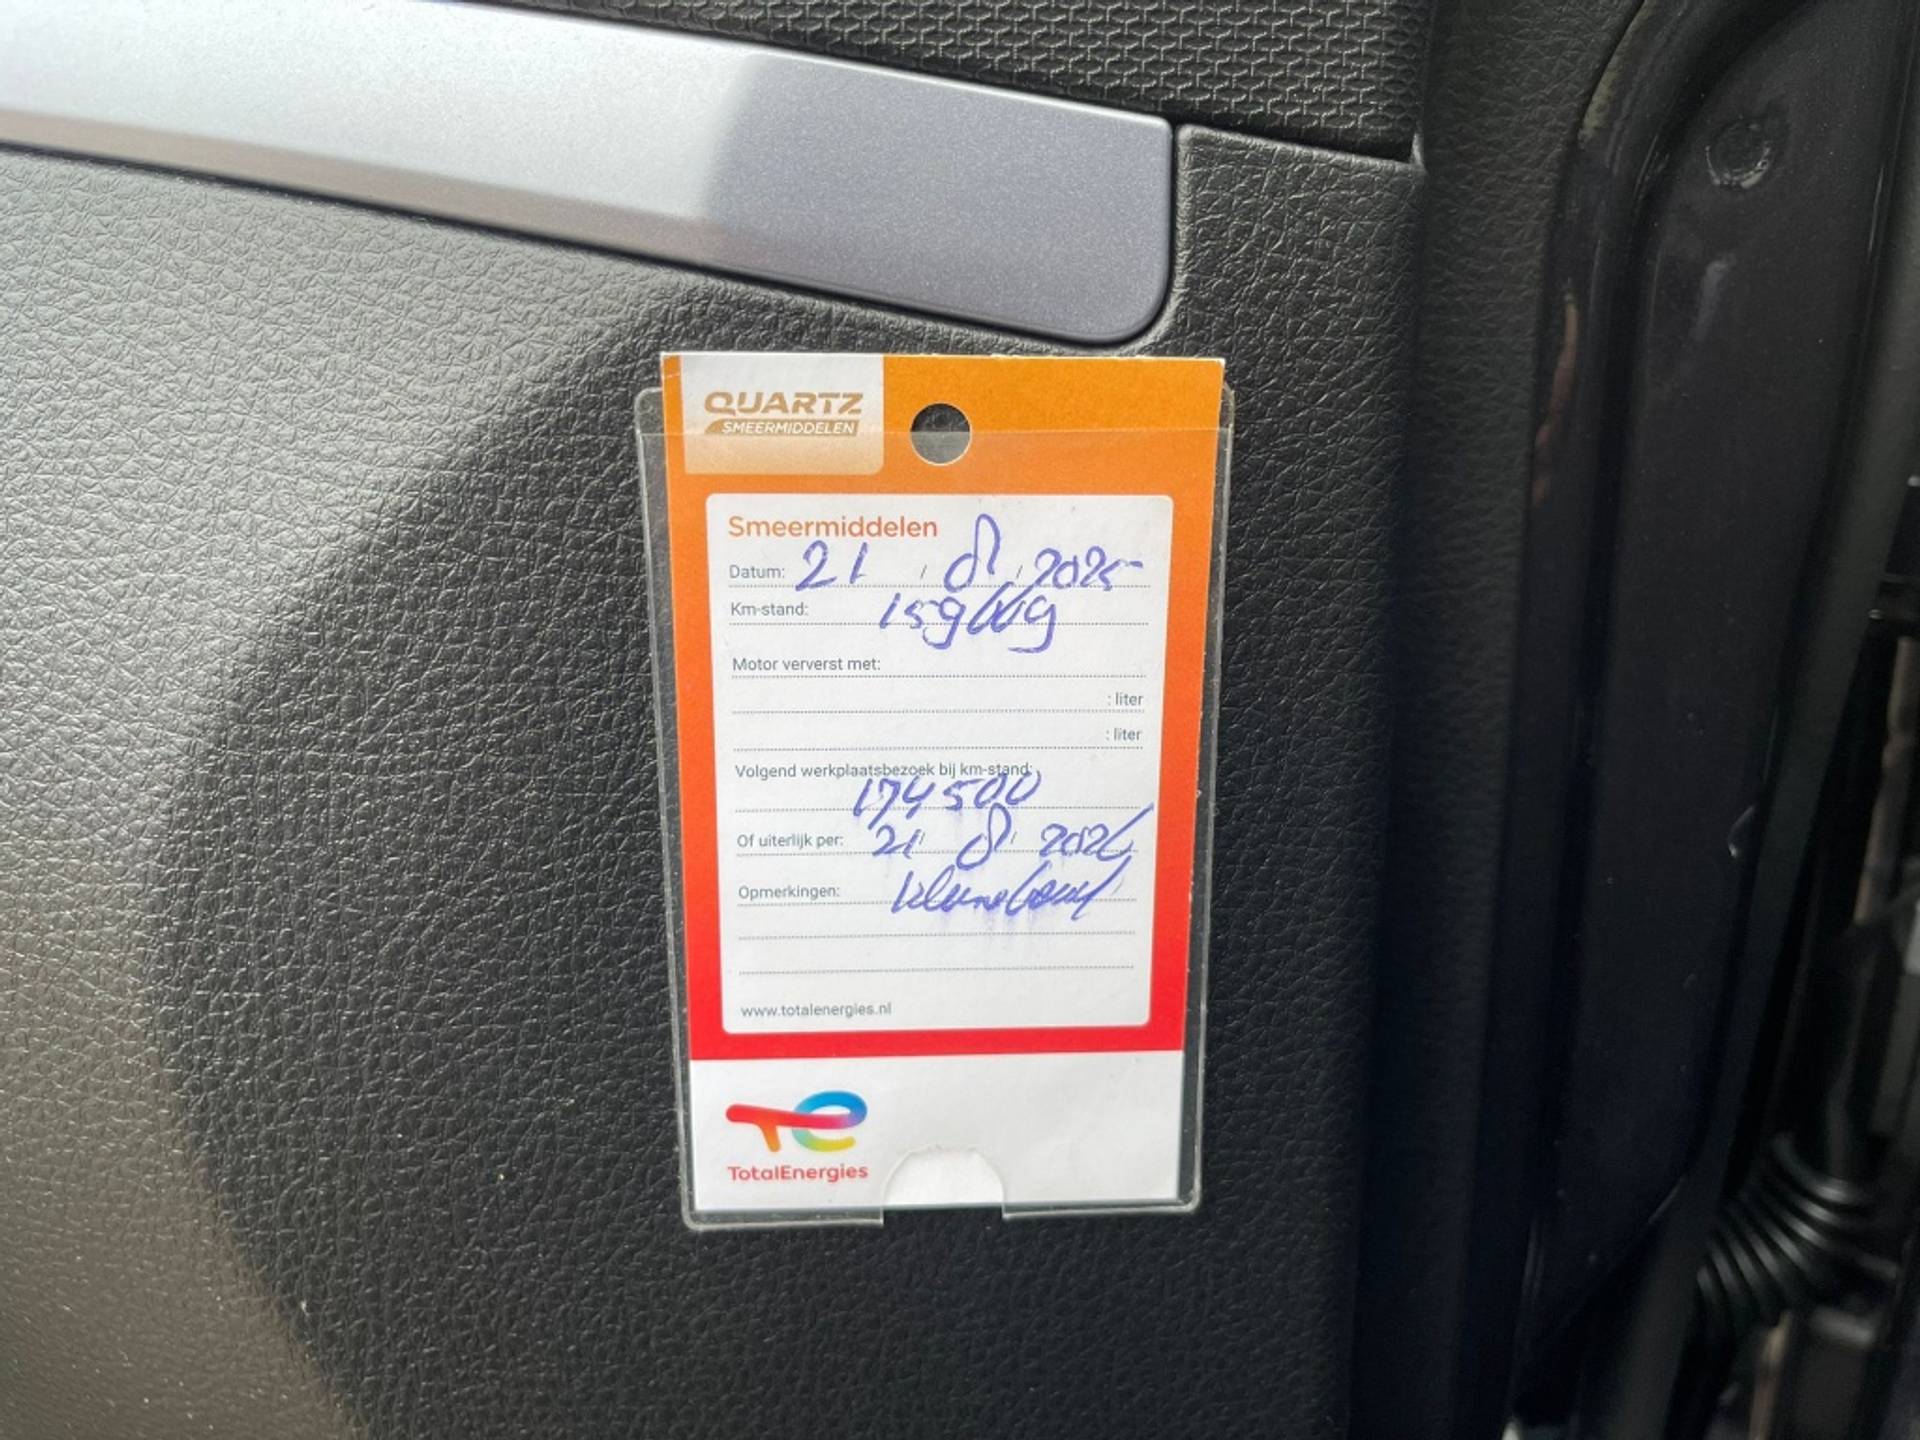 QUARTZ
SMEERMIDDELEN
Smeermiddelen
Datum: 21 / 8 / 2025
Km-stand:
Motor ververst met:
: liter
: liter
Volgend werkplaatsbezoek bij km-stand:
174500
Of uiterlijk per: 21 / 8 / 2026
Opmerkingen:
www.totalenergies.nl
TotalEnergies